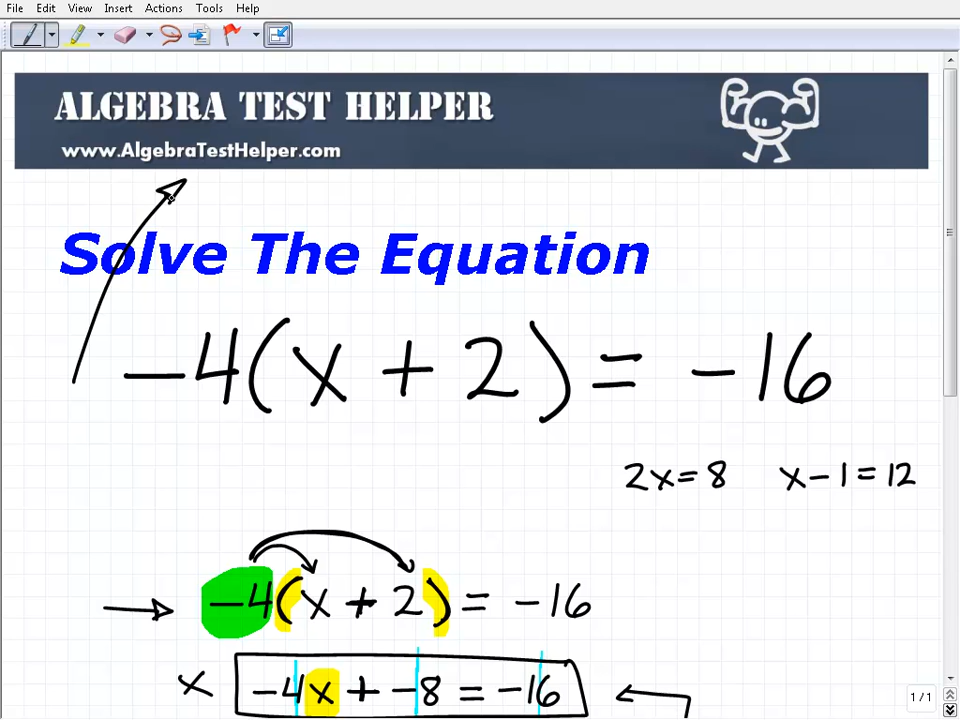 File Edit View Insert Actions Tools Help
ALGEBRA TEST HELPER
www.AlgebraTestHelper.com
Solve The Equation
-4(x + 2) = -16
2x = 8 x - 1 = 12
-4(x + 2) = -16
x -4x + -8 = -16
1/1